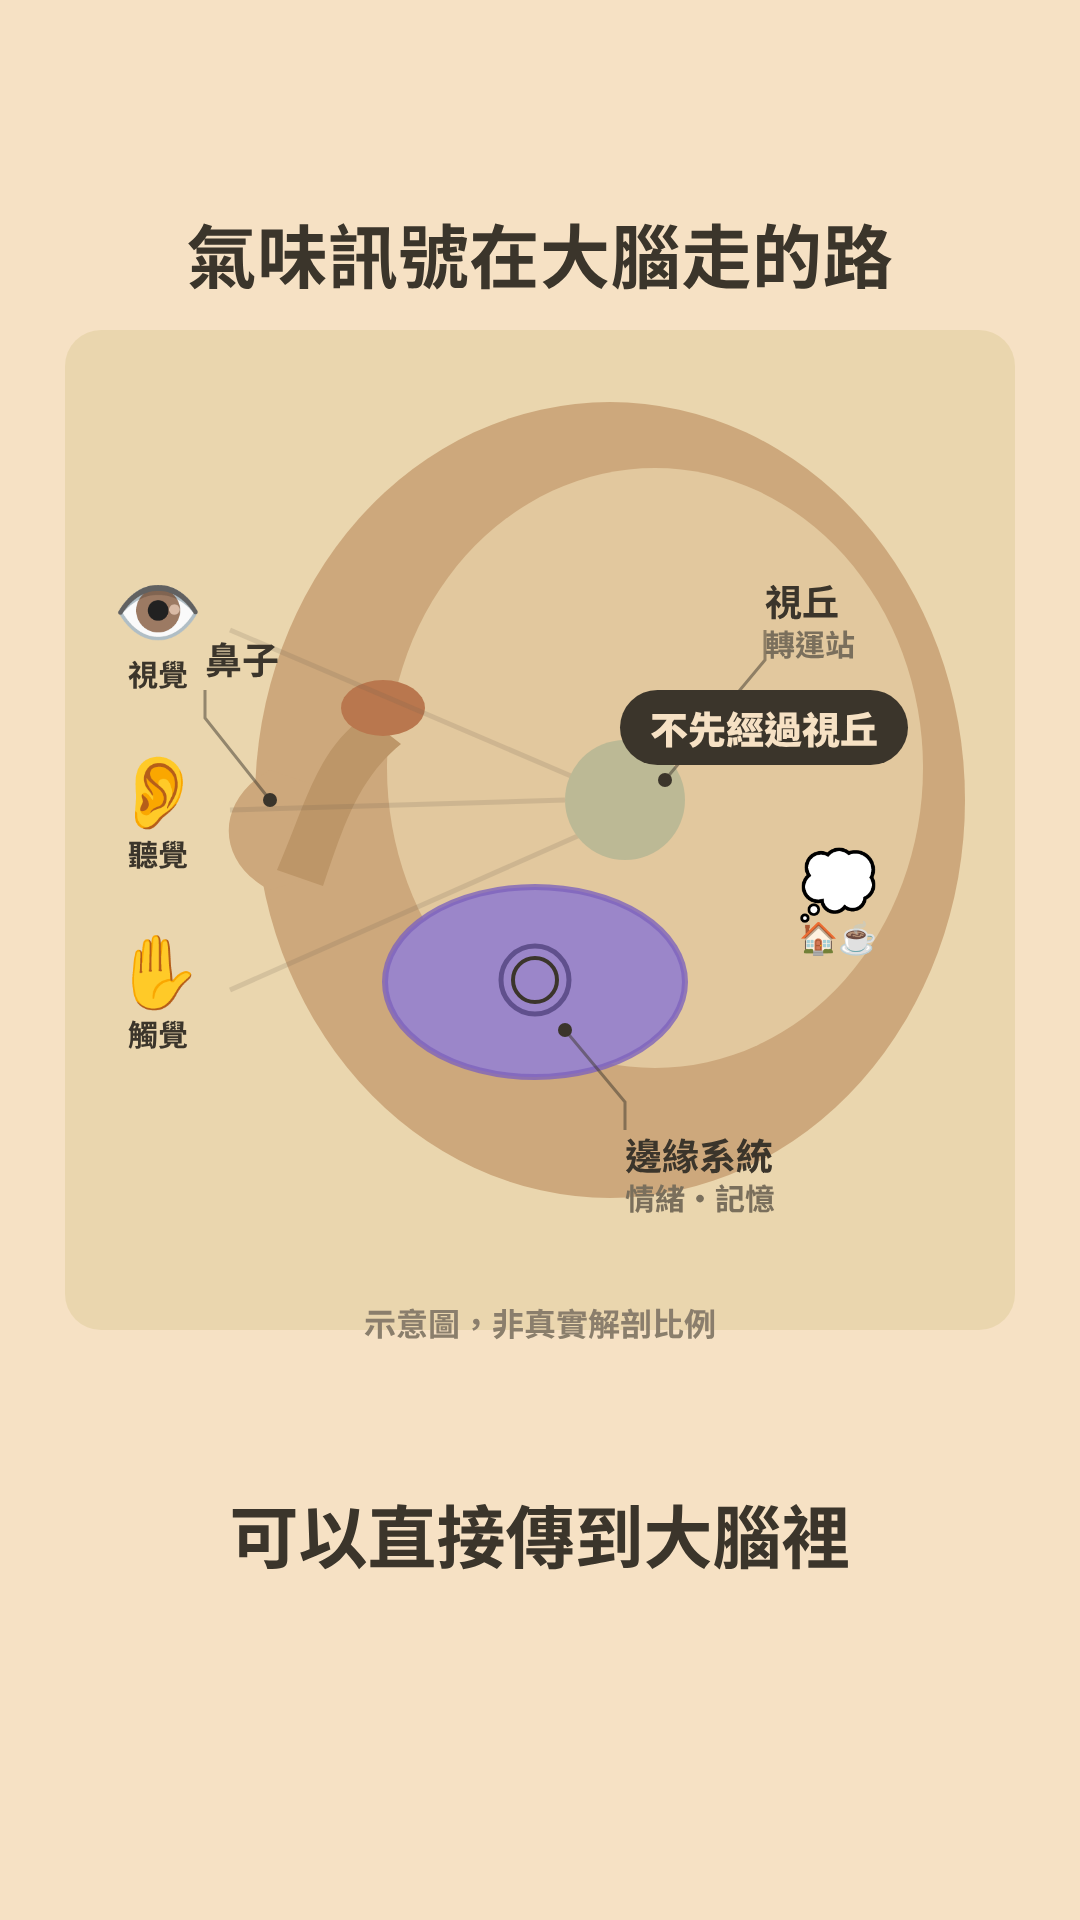 氣味訊號在大腦走的路
視丘
轉運站
鼻子
視覺
不先經過視丘
聽覺
觸覺
邊緣系統
情緒・記憶
示意圖，非真實解剖比例
可以直接傳到大腦裡